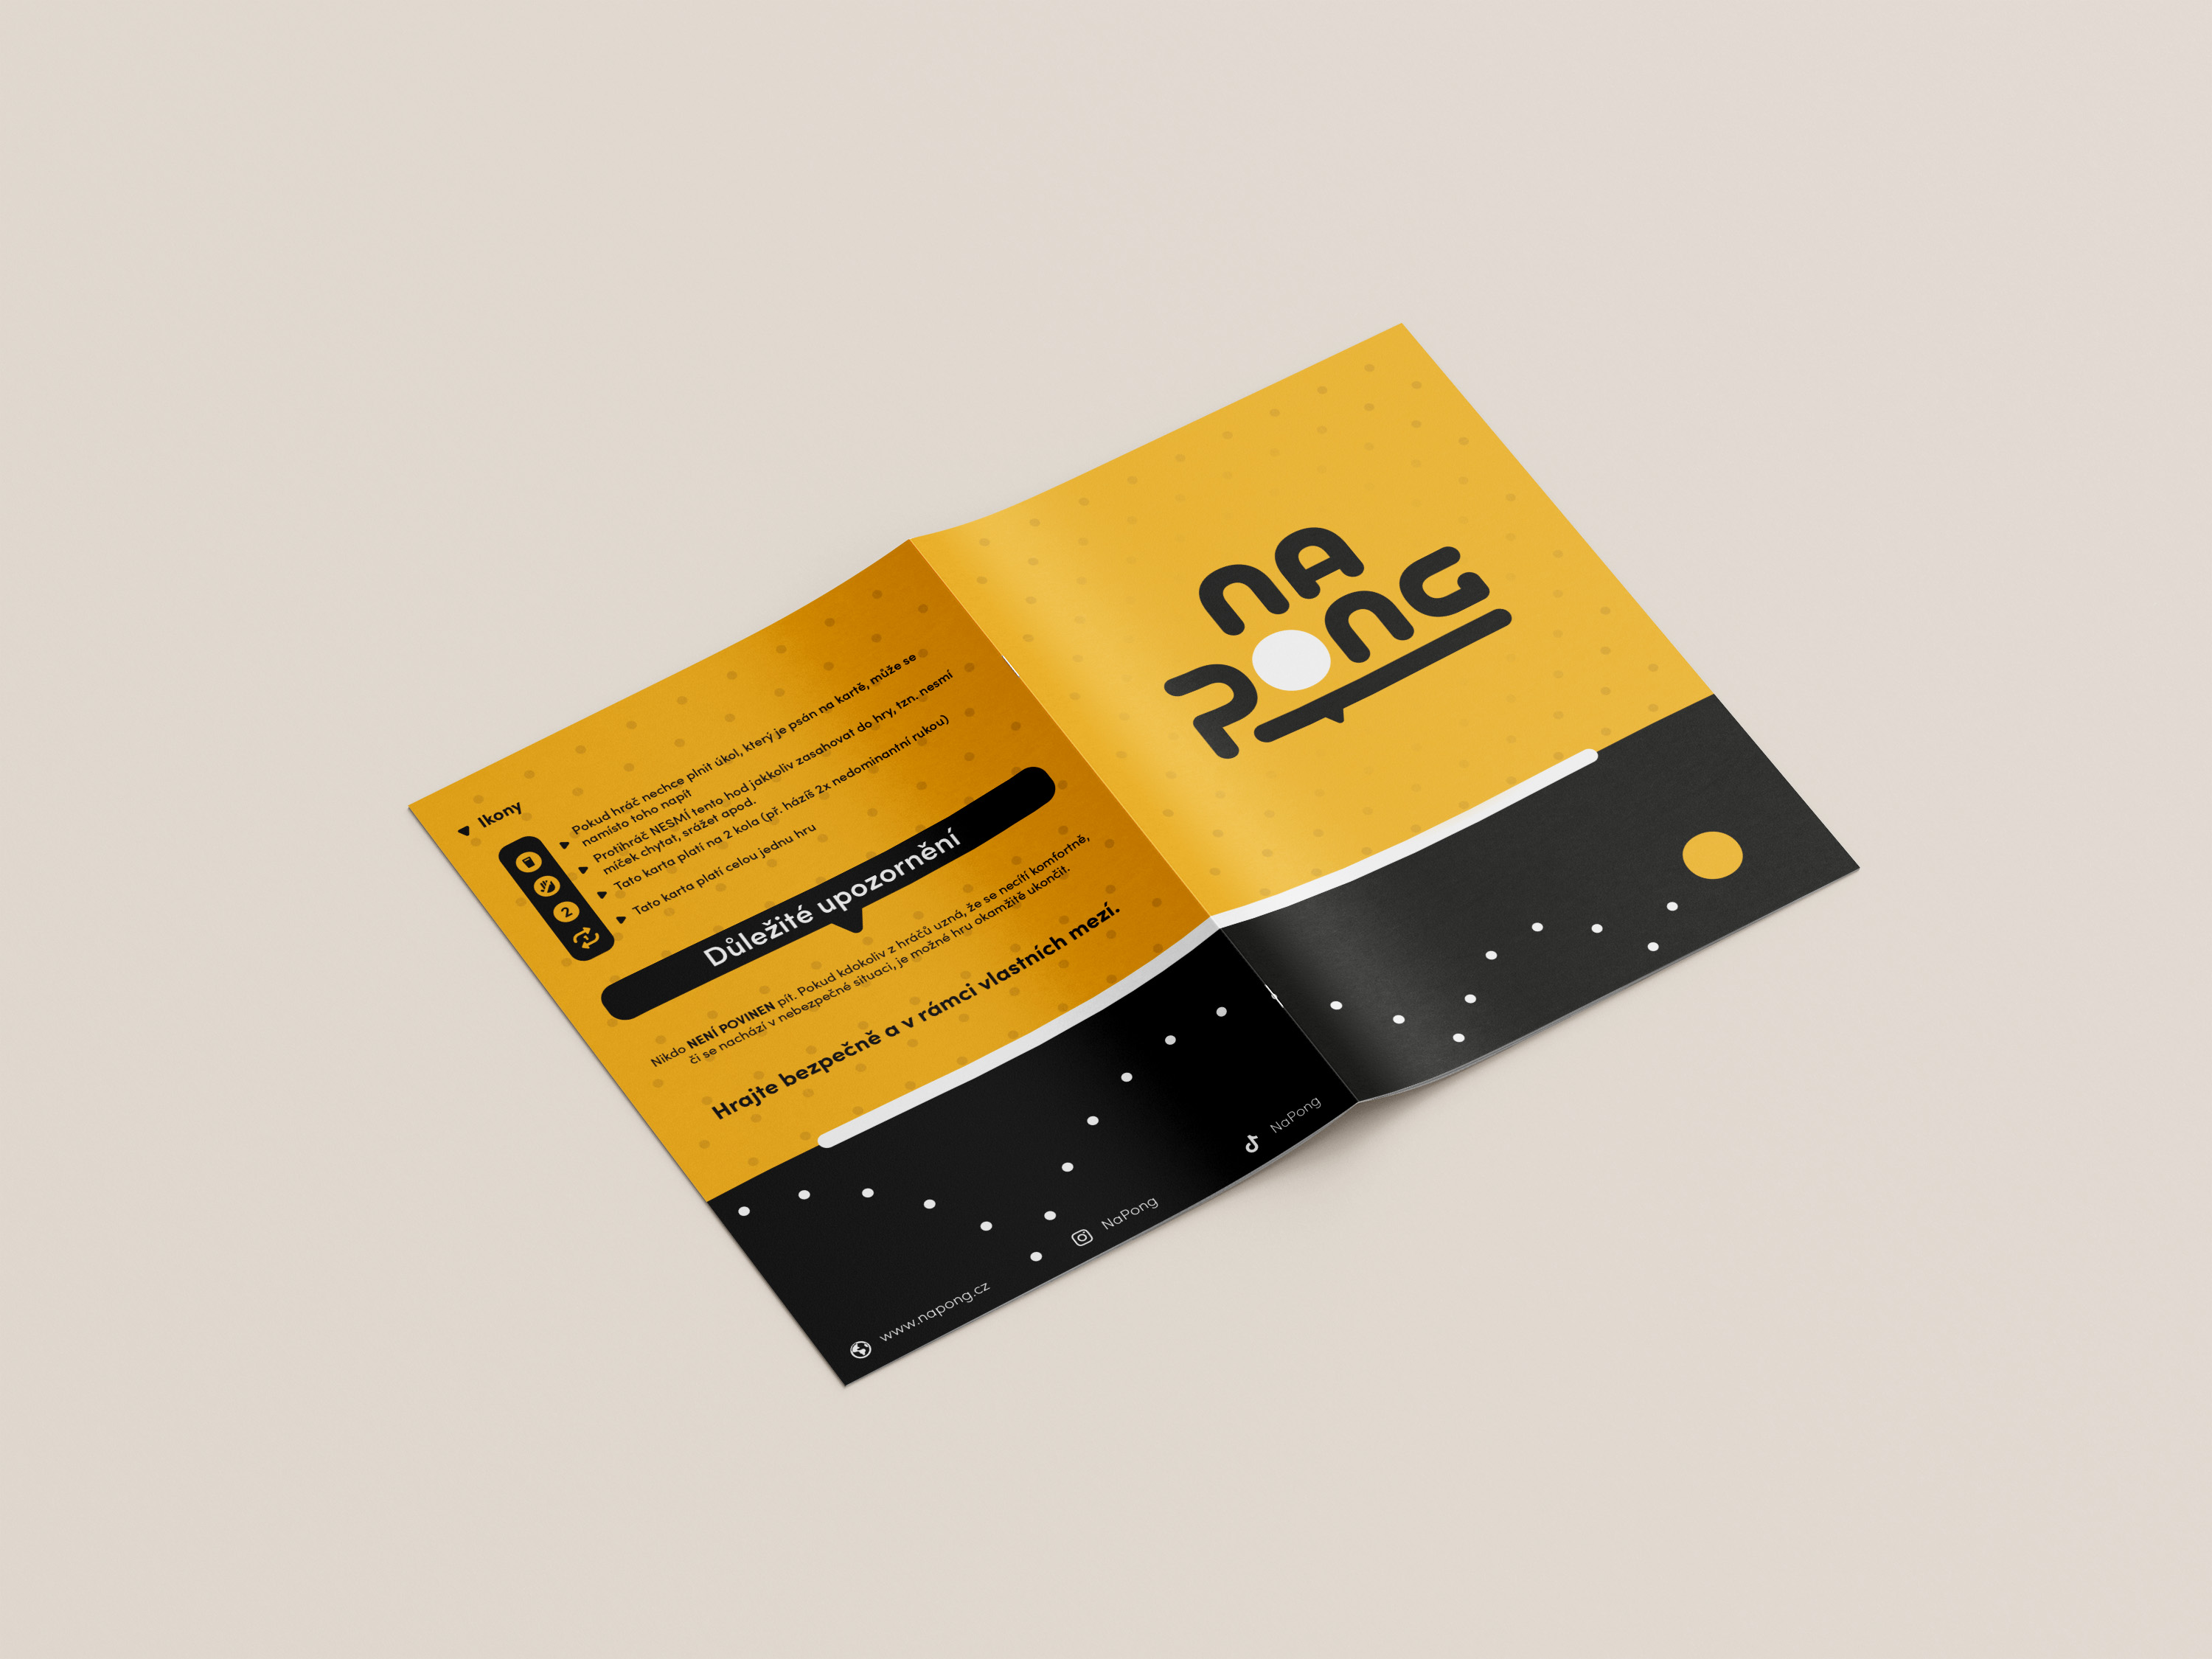 Ikony
Pokud hráč nechce plnit úkol, který je psán na kartě, může se
namísto toho napít
Protihráč NESMÍ tento hod jakkoliv zasahovat do hry, tzn. nesmí
míček chytat, srážet apod.
2
Tato karta platí na 2 kola (př. házíš 2x nedominantní rukou)
Tato karta platí celou jednu hru
Důležité upozornění
Nikdo NENÍ POVINEN pít. Pokud kdokoliv z hráčů uzná, že se necítí komfortně,
či se nachází v nebezpečné situaci, je možné hru okamžitě ukončit.
Hrajte bezpečně a v rámci vlastních mezí.
www.napong.cz
NaPong
NaPong
NA
PONG